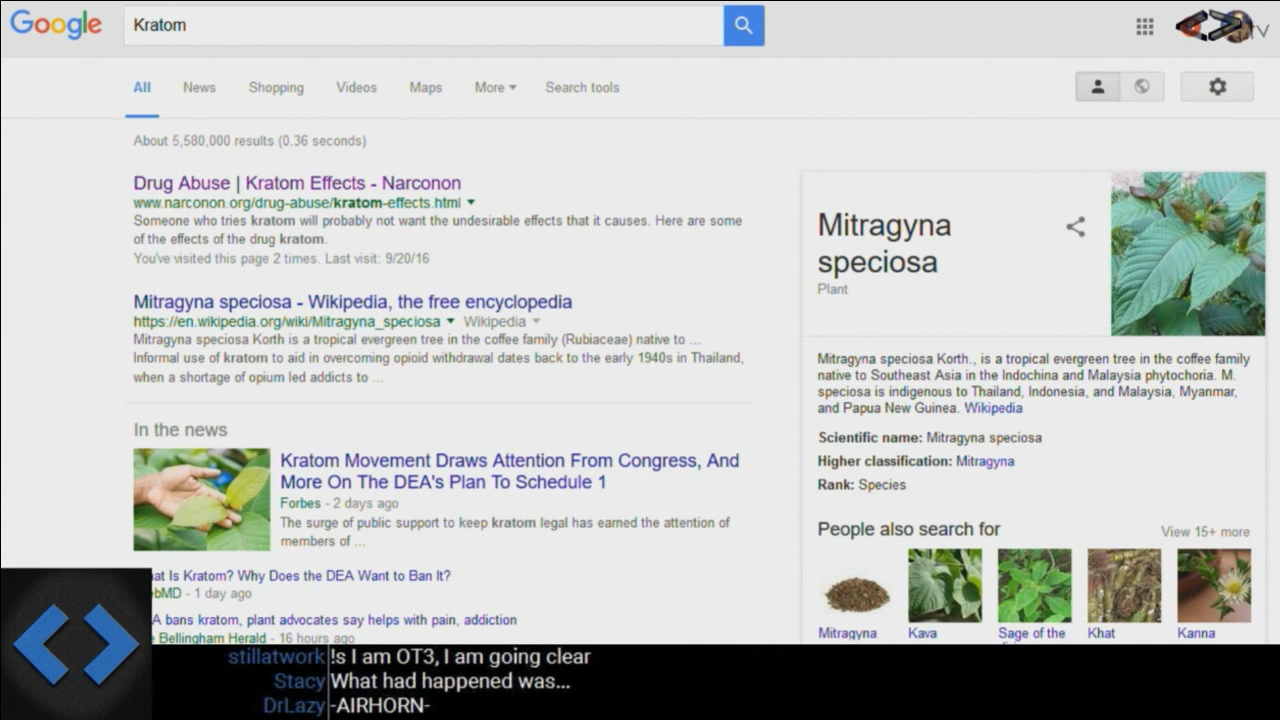 Google
Kratom
TV
All News Shopping Videos Maps More Search tools
About 5,580,000 results (0.36 seconds)
Drug Abuse | Kratom Effects - Narconon
www.narconon.org/drug-abuse/kratom-effects.html
Someone who tries kratom will probably not want the undesirable effects that it causes. Here are some
of the effects of the drug kratom.
You've visited this page 2 times. Last visit: 9/20/16
Mitragyna speciosa - Wikipedia, the free encyclopedia
https://en.wikipedia.org/wiki/Mitragyna_speciosa Wikipedia
Mitragyna speciosa Korth is a tropical evergreen tree in the coffee family (Rubiaceae) native to ...
Informal use of kratom to aid in overcoming opioid withdrawal dates back to the early 1940s in Thailand,
when a shortage of opium led addicts to ...
In the news
Kratom Movement Draws Attention From Congress, And
More On The DEA's Plan To Schedule 1
Forbes - 2 days ago
The surge of public support to keep kratom legal has earned the attention of
members of ...
at Is Kratom? Why Does the DEA Want to Ban It?
bMD - 1 day ago
A bans kratom, plant advocates say helps with pain, addiction
e Bellingham Herald - 16 hours ago
Mitragyna
speciosa
Plant
Mitragyna speciosa Korth., is a tropical evergreen tree in the coffee family
native to Southeast Asia in the Indochina and Malaysia phytochoria. M.
speciosa is indigenous to Thailand, Indonesia, and Malaysia, Myanmar,
and Papua New Guinea. Wikipedia
Scientific name: Mitragyna speciosa
Higher classification: Mitragyna
Rank: Species
People also search for View 15+ more
Mitragyna Kava Sage of the Khat Kanna
stillatwork !s I am OT3, I am going clear
Stacy What had happened was...
DrLazy -AIRHORN-